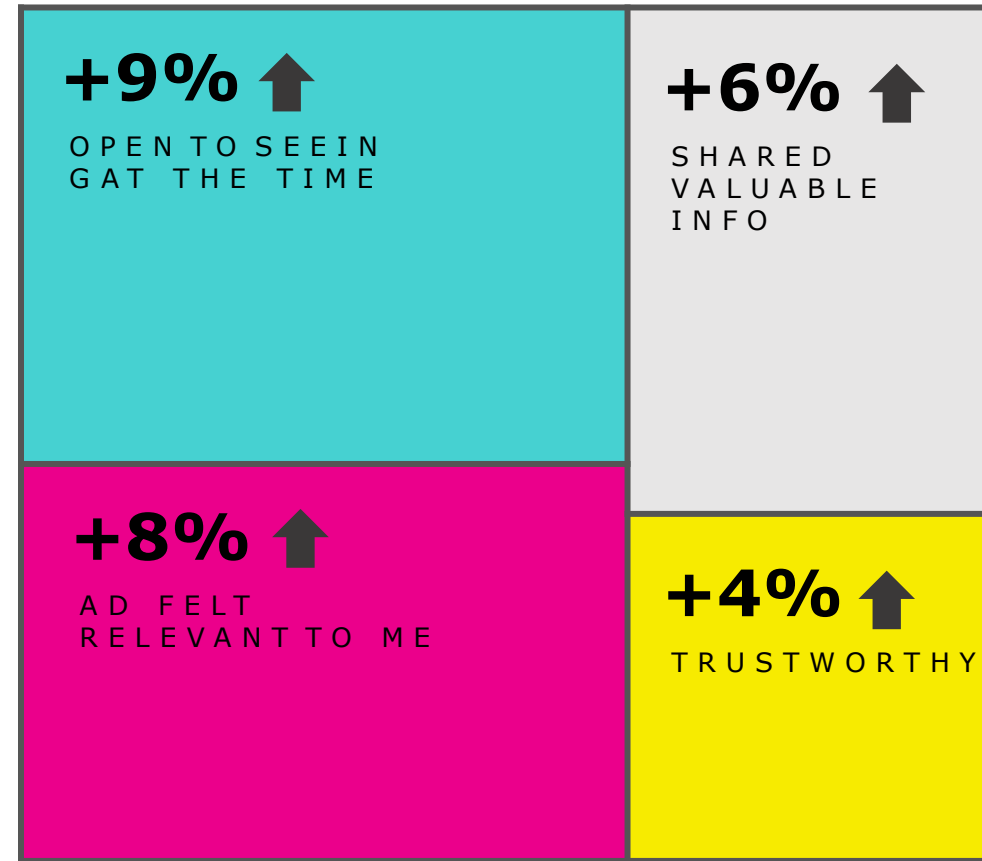 +9%
OPEN TO SEEIN
GAT THE TIME
+6%
SHARED
VALUABLE
INFO
+8%
AD FELT
RELEVANT TO ME
+4%
TRUSTWORTHY